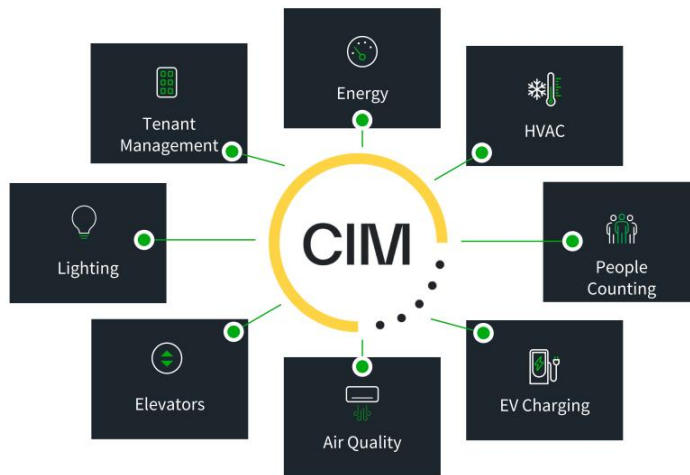 Energy
Tenant
Management
HVAC
CIM
Lighting
People
Counting
Elevators
EV Charging
Air Quality